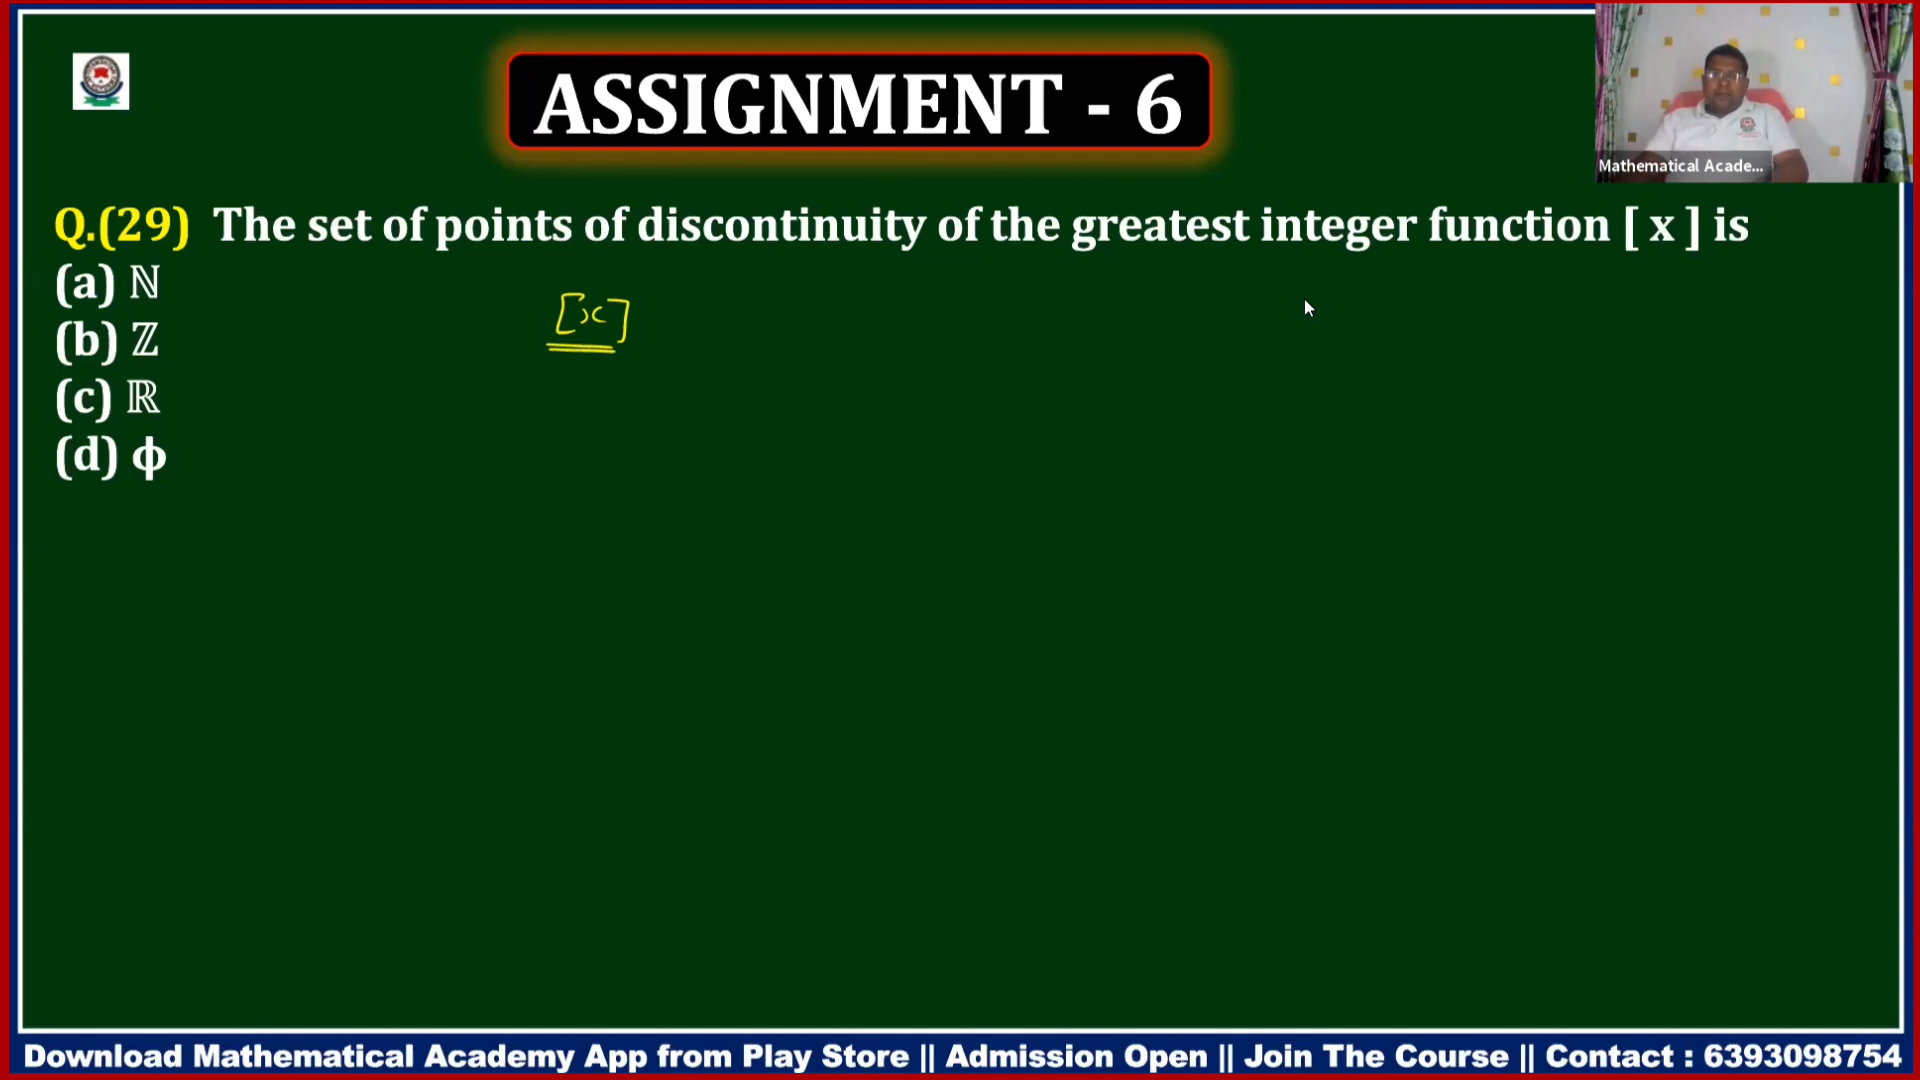 ASSIGNMENT - 6
Mathematical Acade...
Q.(29) The set of points of discontinuity of the greatest integer function [ x ] is
(a) ℕ
[x]
(b) ℤ
(c) ℝ
(d) ϕ
Download Mathematical Academy App from Play Store || Admission Open || Join The Course || Contact : 6393098754